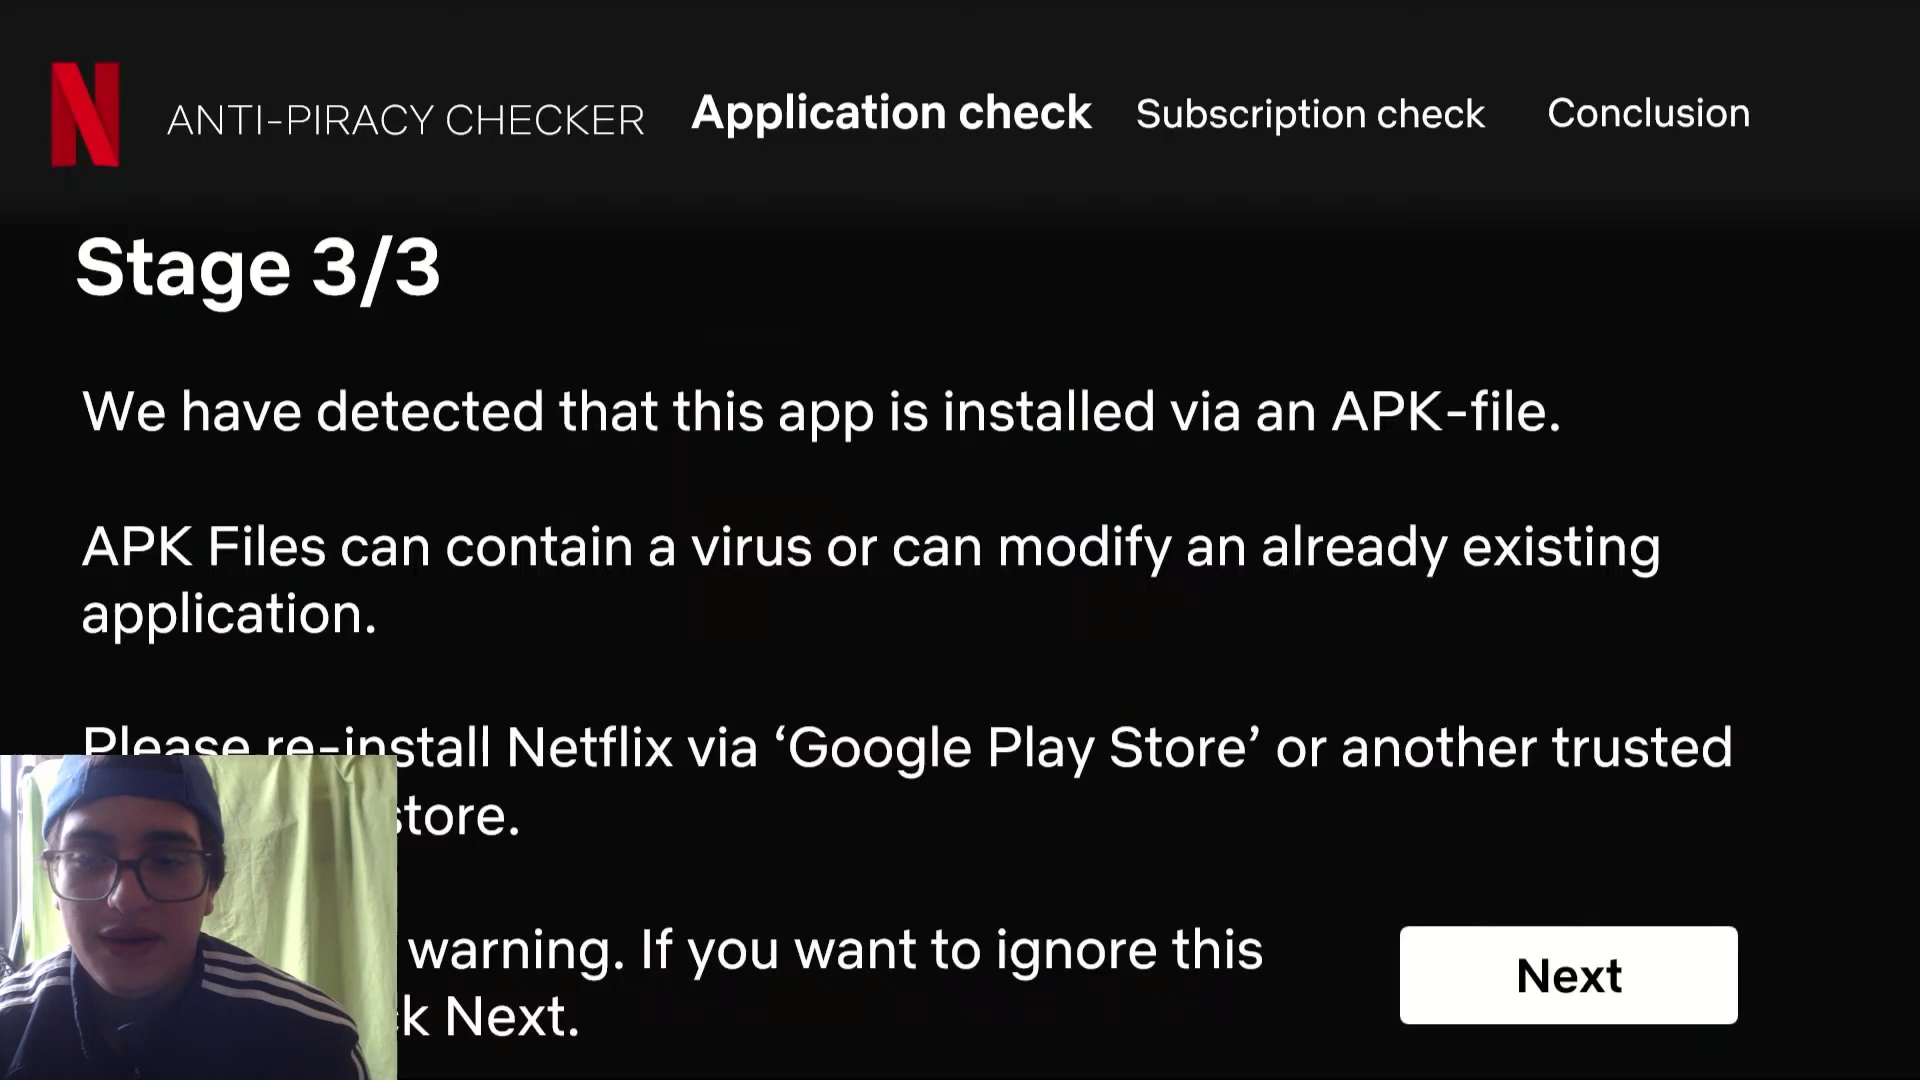 N
ANTI-PIRACY CHECKER Application check Subscription check Conclusion
Stage 3/3
We have detected that this app is installed via an APK-file.
APK Files can contain a virus or can modify an already existing
application.
Please re-install Netflix via ‘Google Play Store’ or another trusted
store.
warning. If you want to ignore this
Next.
Next